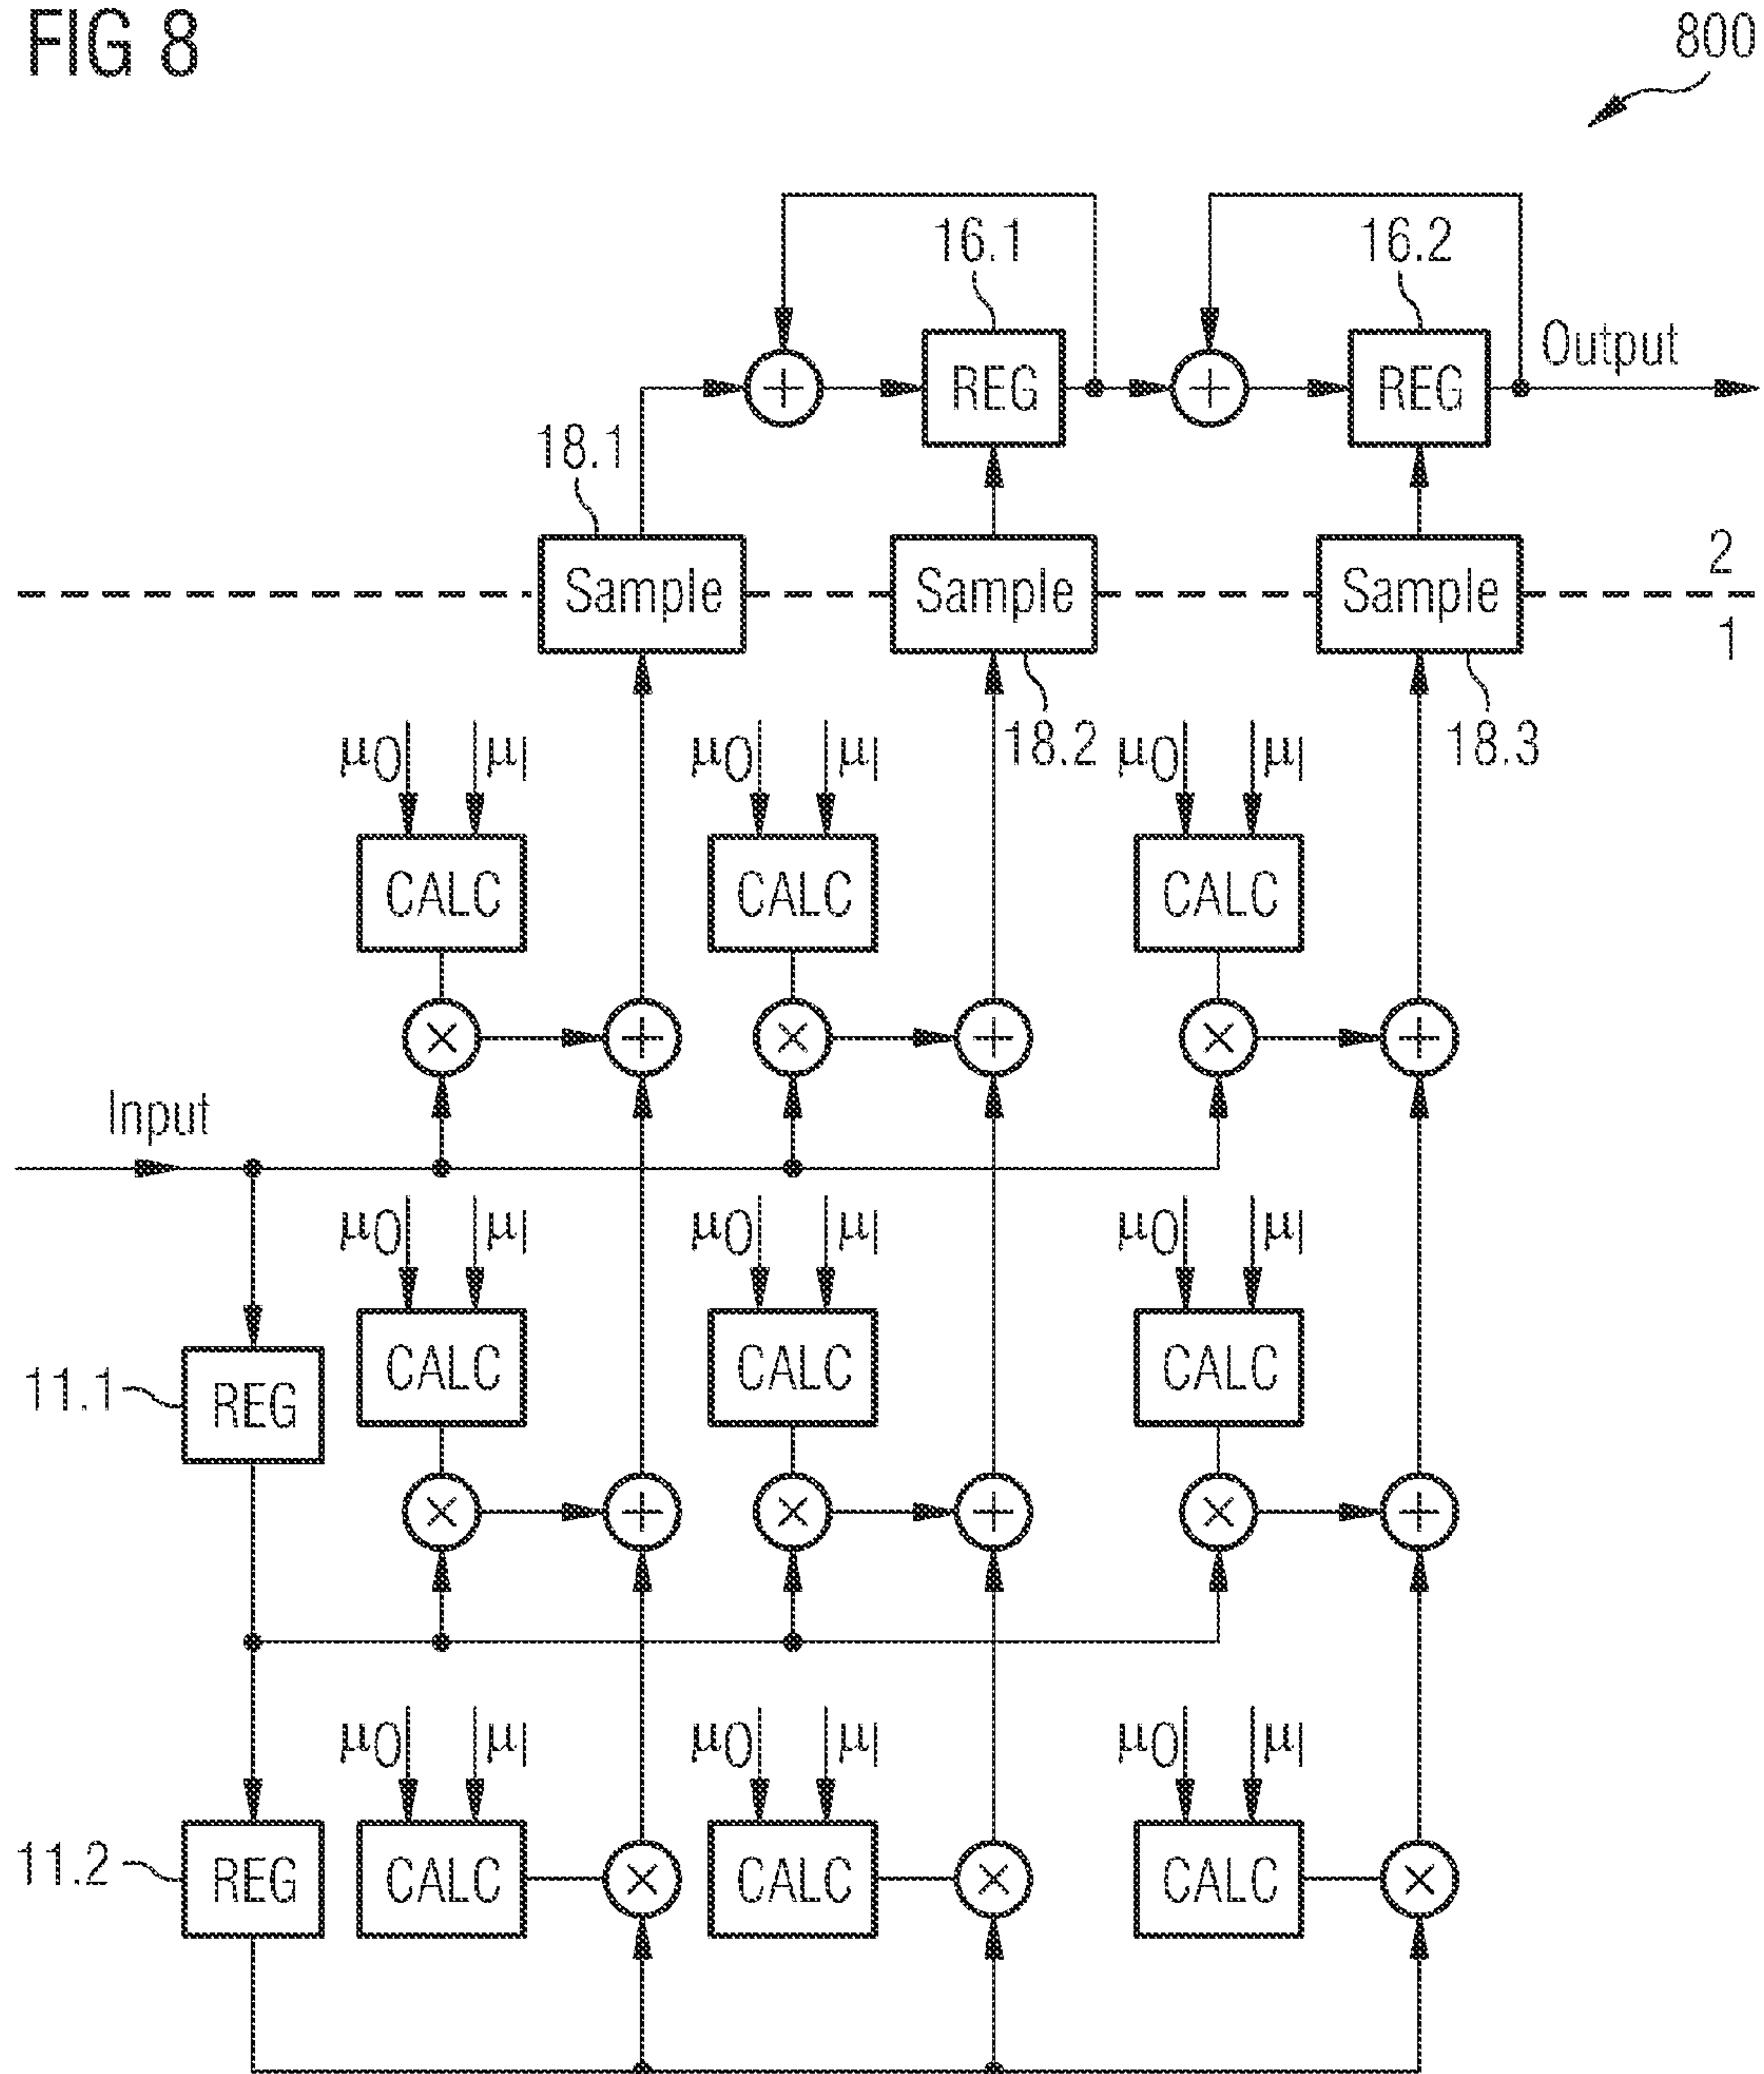 FIG 8
800
16.1
16.2
REG
REG
Output
18.1
Sample
Sample
Sample
2
1
18.2
18.3
μO μI μO μI μO μI
CALC
CALC
CALC
× + × + × +
Input
μO μI μO μI μO μI
11.1
REG
CALC
CALC
CALC
× + × + × +
μO μI μO μI μO μI
11.2
REG
CALC
×
CALC
×
CALC
×